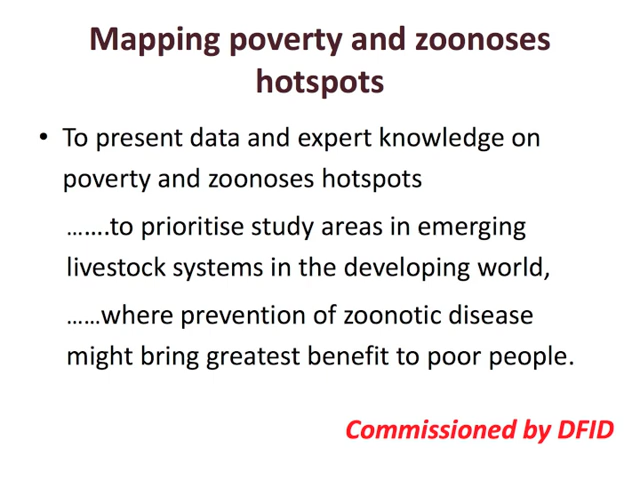 Mapping poverty and zoonoses
hotspots
• To present data and expert knowledge on
poverty and zoonoses hotspots
…….to prioritise study areas in emerging
livestock systems in the developing world,
……where prevention of zoonotic disease
might bring greatest benefit to poor people.
Commissioned by DFID